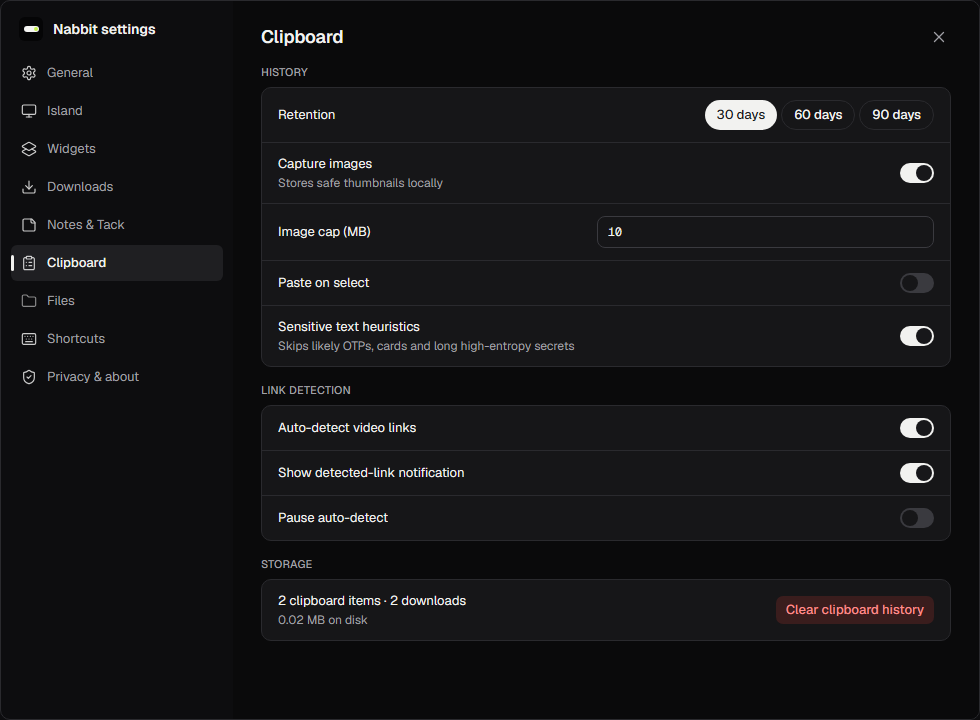 Nabbit settings
General
Island
Widgets
Downloads
Notes & Tack
Clipboard
Files
Shortcuts
Privacy & about
Clipboard
HISTORY
Retention
30 days 60 days 90 days
Capture images
Stores safe thumbnails locally
Image cap (MB)
10
Paste on select
Sensitive text heuristics
Skips likely OTPs, cards and long high-entropy secrets
LINK DETECTION
Auto-detect video links
Show detected-link notification
Pause auto-detect
STORAGE
2 clipboard items · 2 downloads
0.02 MB on disk
Clear clipboard history